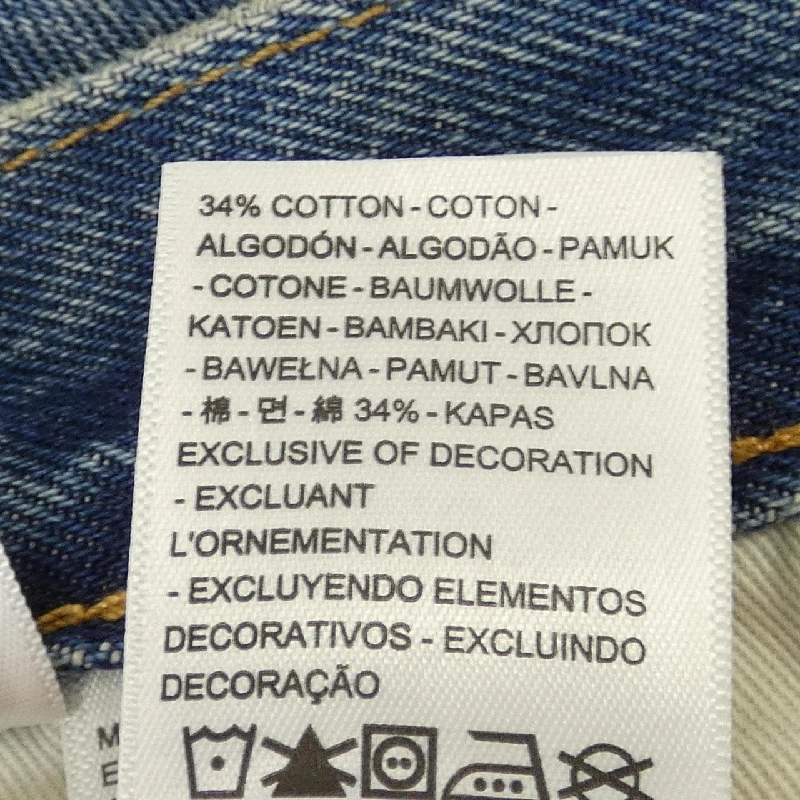 34% COTTON - COTON -
ALGODÓN - ALGODÃO - PAMUK
- COTONE - BAUMWOLLE -
KATOEN - BAMBAKI - ХЛОПОК
- BAWEŁNA - PAMUT - BAVLNA
- 棉 - 면 - 綿 34% - KAPAS
EXCLUSIVE OF DECORATION
- EXCLUANT
L'ORNEMENTATION
- EXCLUYENDO ELEMENTOS
DECORATIVOS - EXCLUINDO
DECORAÇÃO